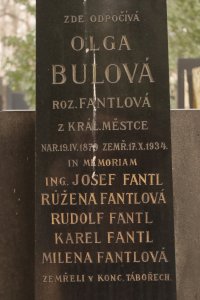 ZDE ODPOČÍVÁ
OLGA
BULOVÁ
ROZ. FANTLOVÁ
Z KRÁL. MĚSTCE
NAR. 19. IV. 1879. ZEMŘ. 17. X. 1934.
IN MEMORIAM
ING. JOSEF FANTL
RŮŽENA FANTLOVÁ
RUDOLF FANTL
KAREL FANTL
MILENA FANTLOVÁ
ZEMŘELI V KONC. TÁBOŘECH.